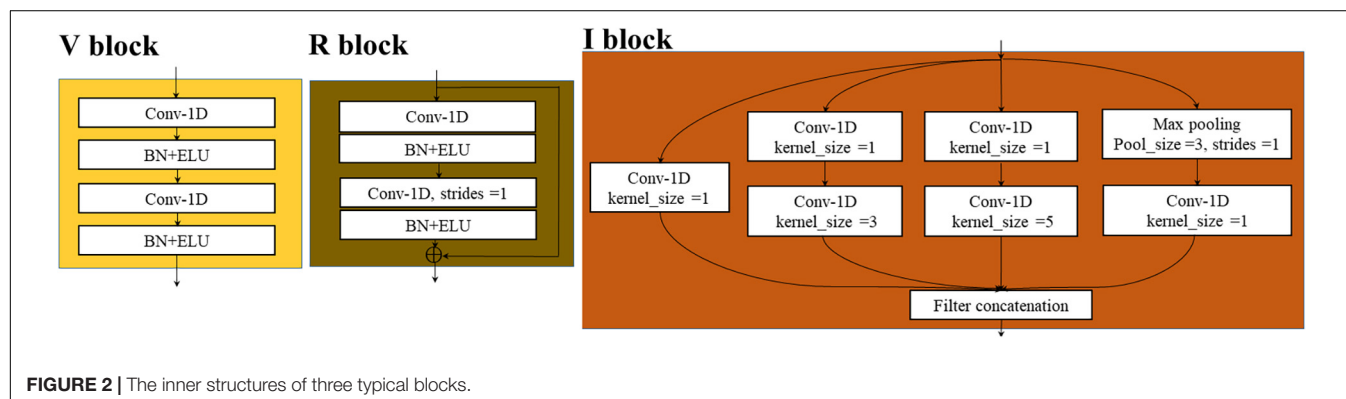 V block
Conv-1D
BN+ELU
Conv-1D
BN+ELU
R block
Conv-1D
BN+ELU
Conv-1D, strides =1
BN+ELU
I block
Conv-1D
kernel_size =1
Conv-1D
kernel_size =1
Conv-1D
kernel_size =3
Conv-1D
kernel_size =1
Conv-1D
kernel_size =5
Max pooling
Pool_size =3, strides =1
Conv-1D
kernel_size =1
Filter concatenation
FIGURE 2 | The inner structures of three typical blocks.